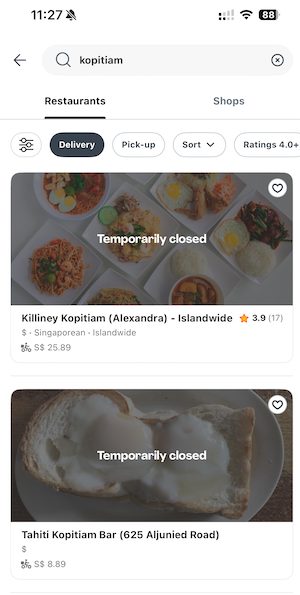 11:27
88
kopitiam
Restaurants Shops
Delivery Pick-up Sort Ratings 4.0+
Temporarily closed
Killiney Kopitiam (Alexandra) - Islandwide 3.9 (17)
$ · Singaporean · Islandwide
S$ 25.89
Temporarily closed
Tahiti Kopitiam Bar (625 Aljunied Road)
$
S$ 8.89